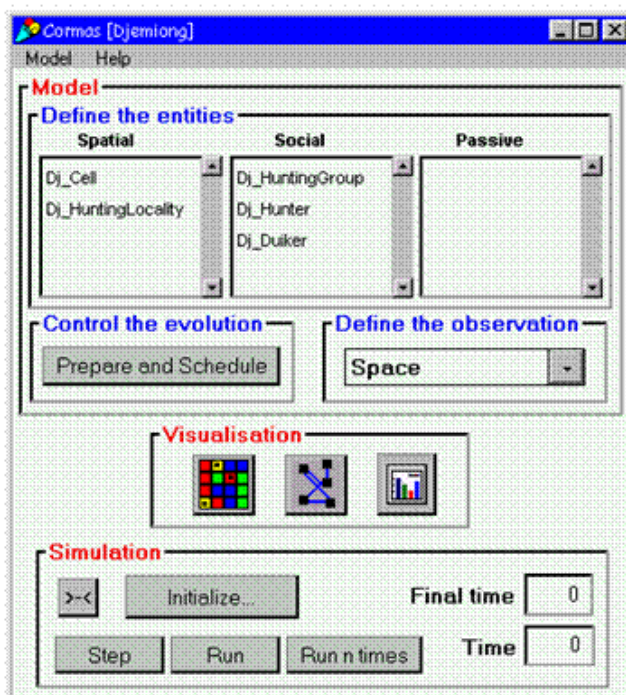 Cormas [Djemiong]
Model Help
Model
Define the entities
Spatial Social Passive
Dj_Cell Dj_HuntingGroup
Dj_HuntingLocality Dj_Hunter
Dj_Duiker
Control the evolution Define the observation
Prepare and Schedule Space
Visualisation
Simulation
>-< Initialize... Final time 0
Step Run Run n times Time 0